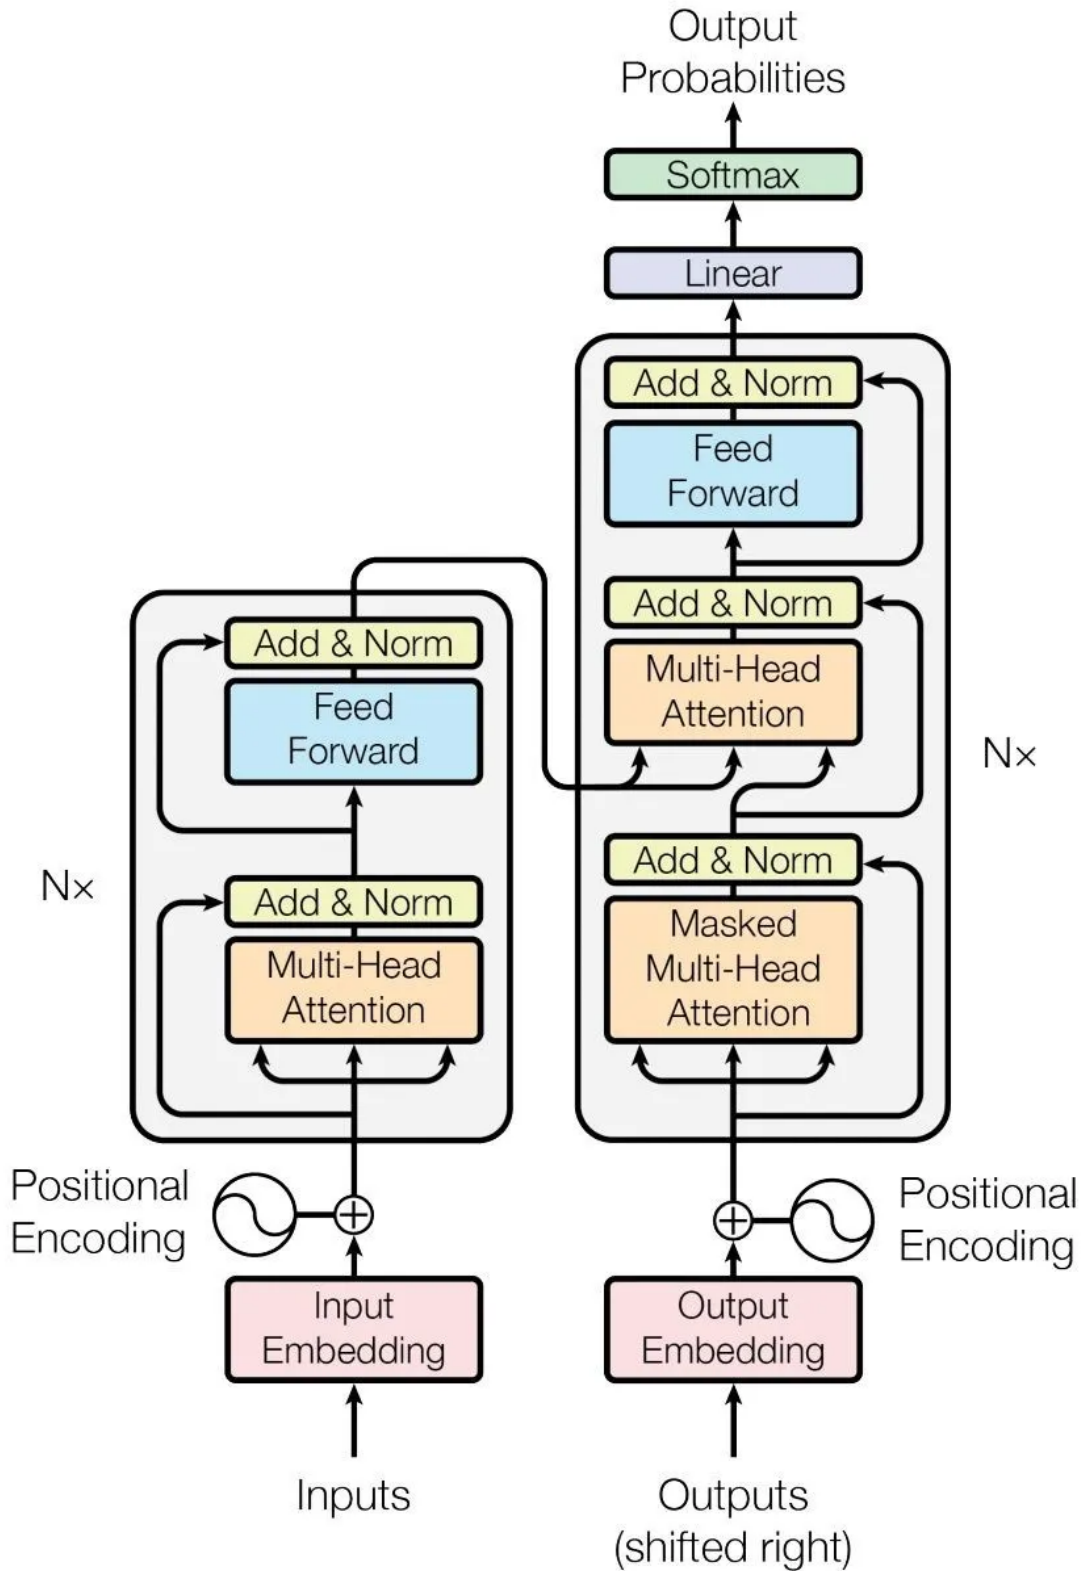 Output
Probabilities
Softmax
Linear
Add & Norm
Feed
Forward
Add & Norm
Multi-Head
Attention
Add & Norm
Masked
Multi-Head
Attention
Nx
Add & Norm
Feed
Forward
Add & Norm
Multi-Head
Attention
Nx
Positional
Encoding
Positional
Encoding
Input
Embedding
Output
Embedding
Inputs
Outputs
(shifted right)